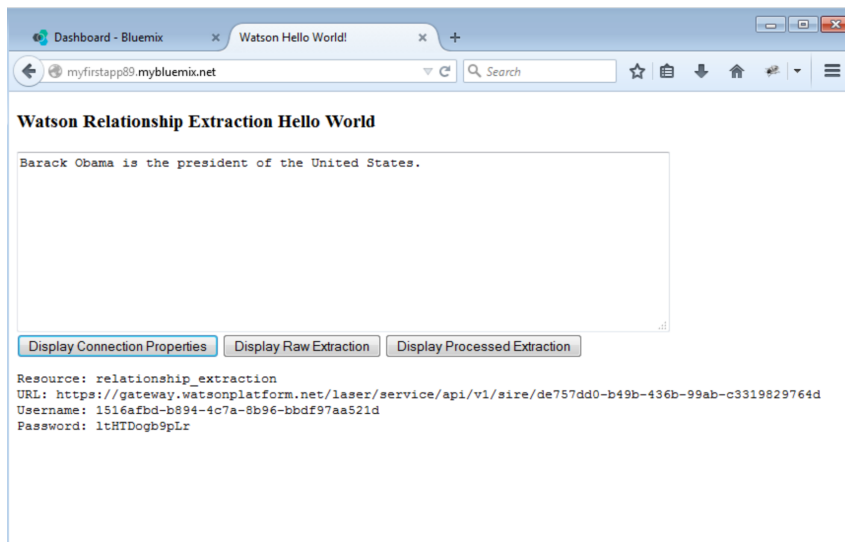 Dashboard - Bluemix
Watson Hello World!
myfirstapp89.mybluemix.net
Search
Watson Relationship Extraction Hello World
Barack Obama is the president of the United States.
Display Connection Properties Display Raw Extraction Display Processed Extraction
Resource: relationship_extraction
URL: https://gateway.watsonplatform.net/laser/service/api/v1/sire/de757dd0-b49b-436b-99ab-c3319829764d
Username: 1516afbd-b894-4c7a-8b96-bbdf97aa521d
Password: ltHTDogb9pLr